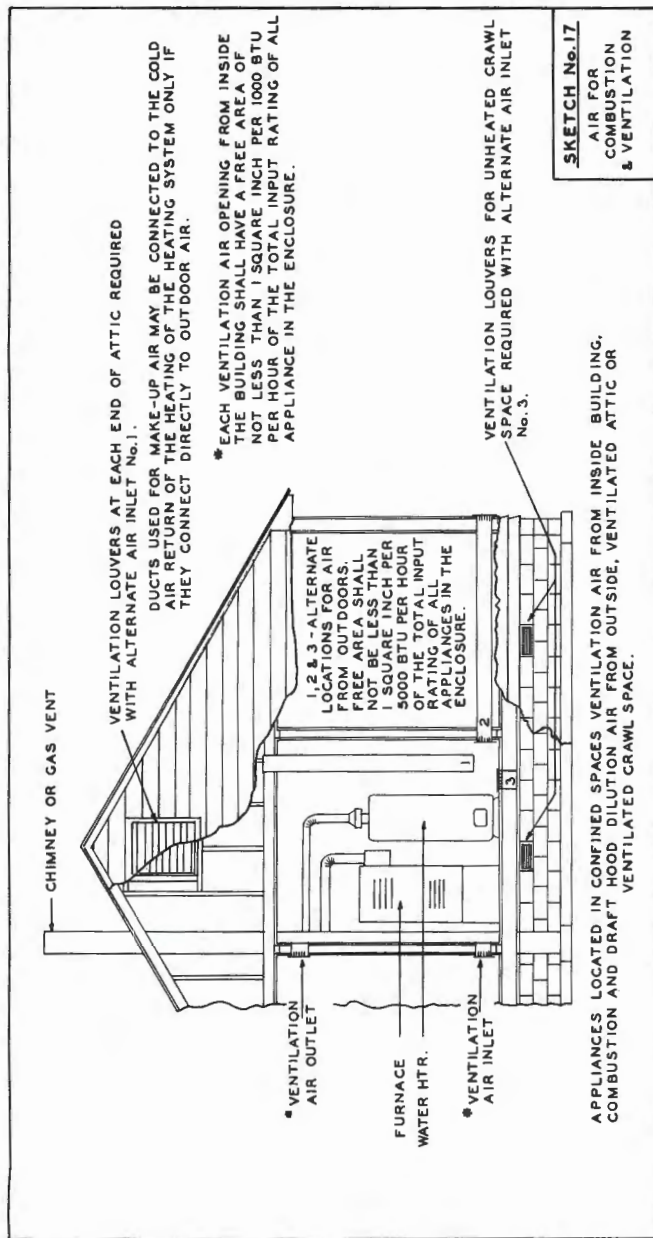 CHIMNEY OR GAS VENT
VENTILATION LOUVERS AT EACH END OF ATTIC REQUIRED
WITH ALTERNATE AIR INLET No.1.
DUCTS USED FOR MAKE-UP AIR MAY BE CONNECTED TO THE COLD
AIR RETURN OF THE HEATING OF THE HEATING SYSTEM ONLY IF
THEY CONNECT DIRECTLY TO OUTDOOR AIR.
*EACH VENTILATION AIR OPENING FROM INSIDE
THE BUILDING SHALL HAVE A FREE AREA OF
NOT LESS THAN 1 SQUARE INCH PER 1000 BTU
PER HOUR OF THE TOTAL INPUT RATING OF ALL
APPLIANCE IN THE ENCLOSURE.
*VENTILATION
AIR OUTLET
FURNACE
WATER HTR.
*VENTILATION
AIR INLET
1, 2 & 3 - ALTERNATE
LOCATIONS FOR AIR
FROM OUTDOORS.
FREE AREA SHALL
NOT BE LESS THAN
1 SQUARE INCH PER
5000 BTU PER HOUR
OF THE TOTAL INPUT
RATING OF ALL
APPLIANCES IN THE
ENCLOSURE.
1
2
3
VENTILATION LOUVERS FOR UNHEATED CRAWL
SPACE REQUIRED WITH ALTERNATE AIR INLET
No. 3.
APPLIANCES LOCATED IN CONFINED SPACES VENTILATION AIR FROM INSIDE BUILDING,
COMBUSTION AND DRAFT HOOD DILUTION AIR FROM OUTSIDE, VENTILATED ATTIC OR
VENTILATED CRAWL SPACE.
SKETCH No. 17
AIR FOR
COMBUSTION
& VENTILATION